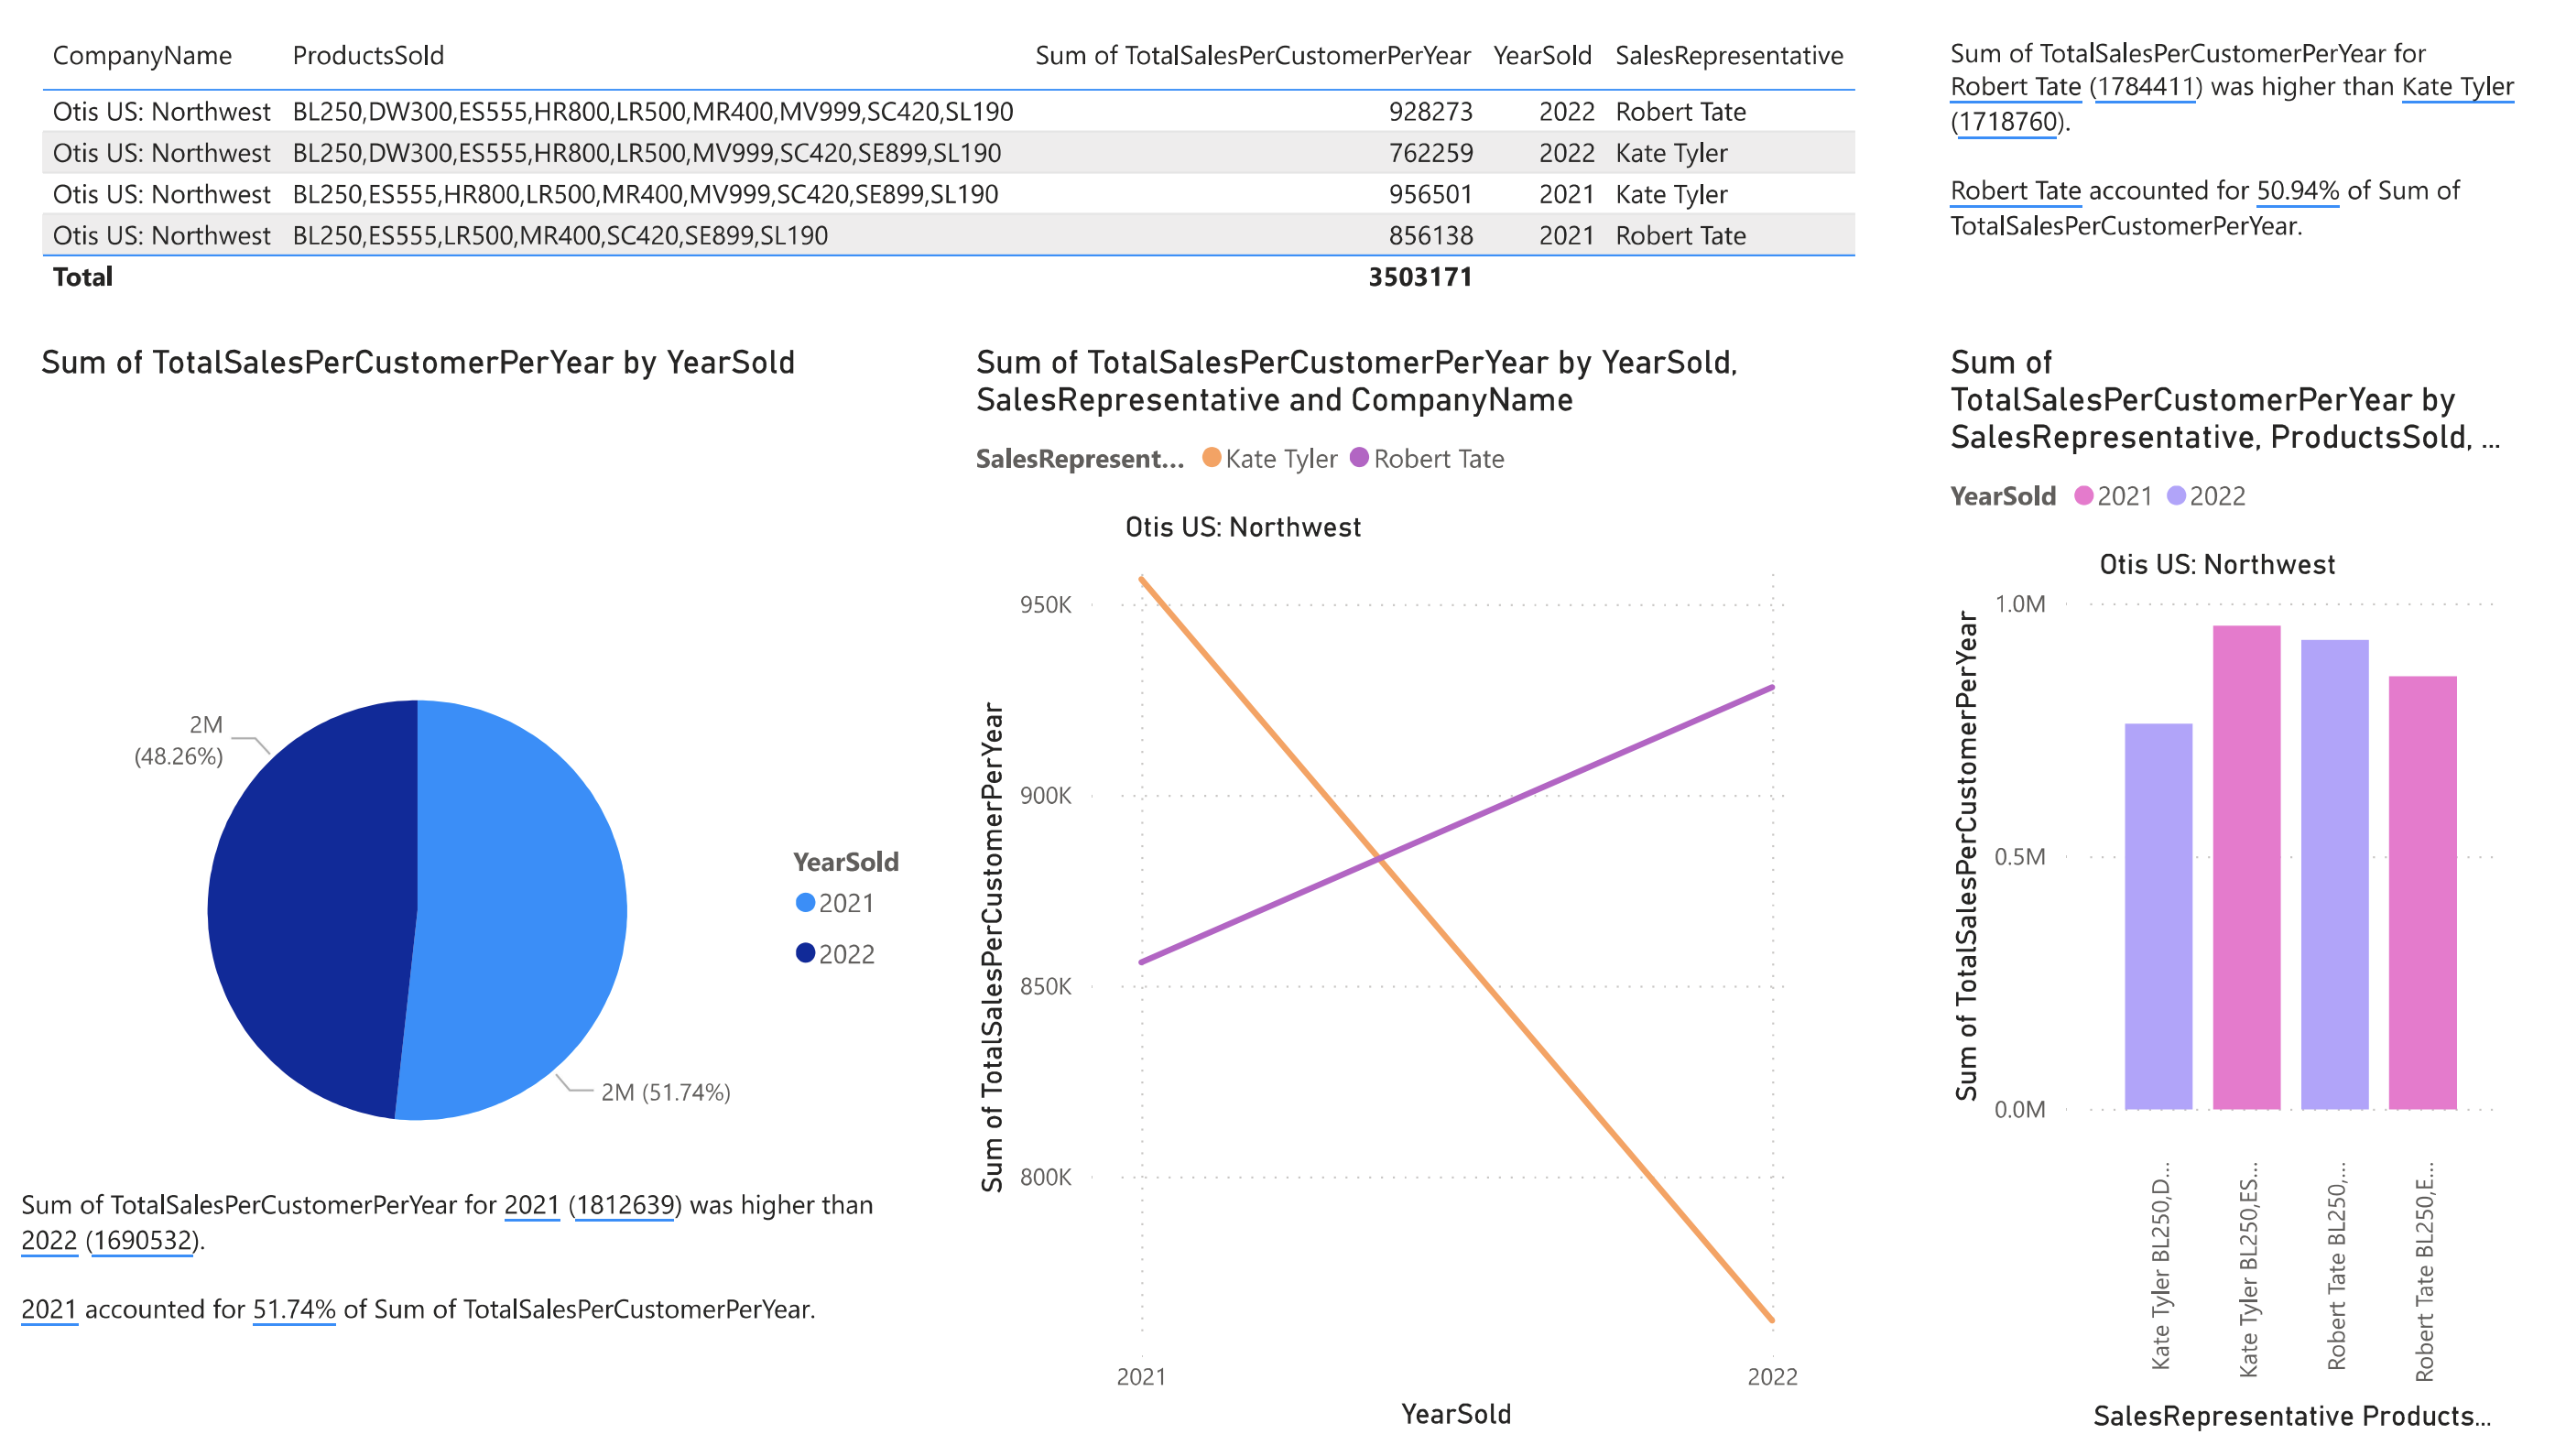 CompanyName ProductsSold Sum of TotalSalesPerCustomerPerYear YearSold SalesRepresentative
Otis US: Northwest BL250,DW300,ES555,HR800,LR500,MR400,MV999,SC420,SL190 928273 2022 Robert Tate
Otis US: Northwest BL250,DW300,ES555,HR800,LR500,MV999,SC420,SE899,SL190 762259 2022 Kate Tyler
Otis US: Northwest BL250,ES555,HR800,LR500,MR400,MV999,SC420,SE899,SL190 956501 2021 Kate Tyler
Otis US: Northwest BL250,ES555,LR500,MR400,SC420,SE899,SL190 856138 2021 Robert Tate
Total 3503171
Sum of TotalSalesPerCustomerPerYear for
Robert Tate (1784411) was higher than Kate Tyler
(1718760).
Robert Tate accounted for 50.94% of Sum of
TotalSalesPerCustomerPerYear.
Sum of TotalSalesPerCustomerPerYear by YearSold
2M
(48.26%)
2M (51.74%)
YearSold
2021
2022
Sum of TotalSalesPerCustomerPerYear for 2021 (1812639) was higher than
2022 (1690532).
2021 accounted for 51.74% of Sum of TotalSalesPerCustomerPerYear.
Sum of TotalSalesPerCustomerPerYear by YearSold,
SalesRepresentative and CompanyName
SalesRepresent... Kate Tyler Robert Tate
Otis US: Northwest
Sum of TotalSalesPerCustomerPerYear
950K
900K
850K
800K
2021 2022
YearSold
Sum of
TotalSalesPerCustomerPerYear by
SalesRepresentative, ProductsSold, ...
YearSold 2021 2022
Otis US: Northwest
Sum of TotalSalesPerCustomerPerYear
1.0M
0.5M
0.0M
Kate Tyler BL250,D...
Kate Tyler BL250,ES...
Robert Tate BL250,...
Robert Tate BL250,E...
SalesRepresentative Products...